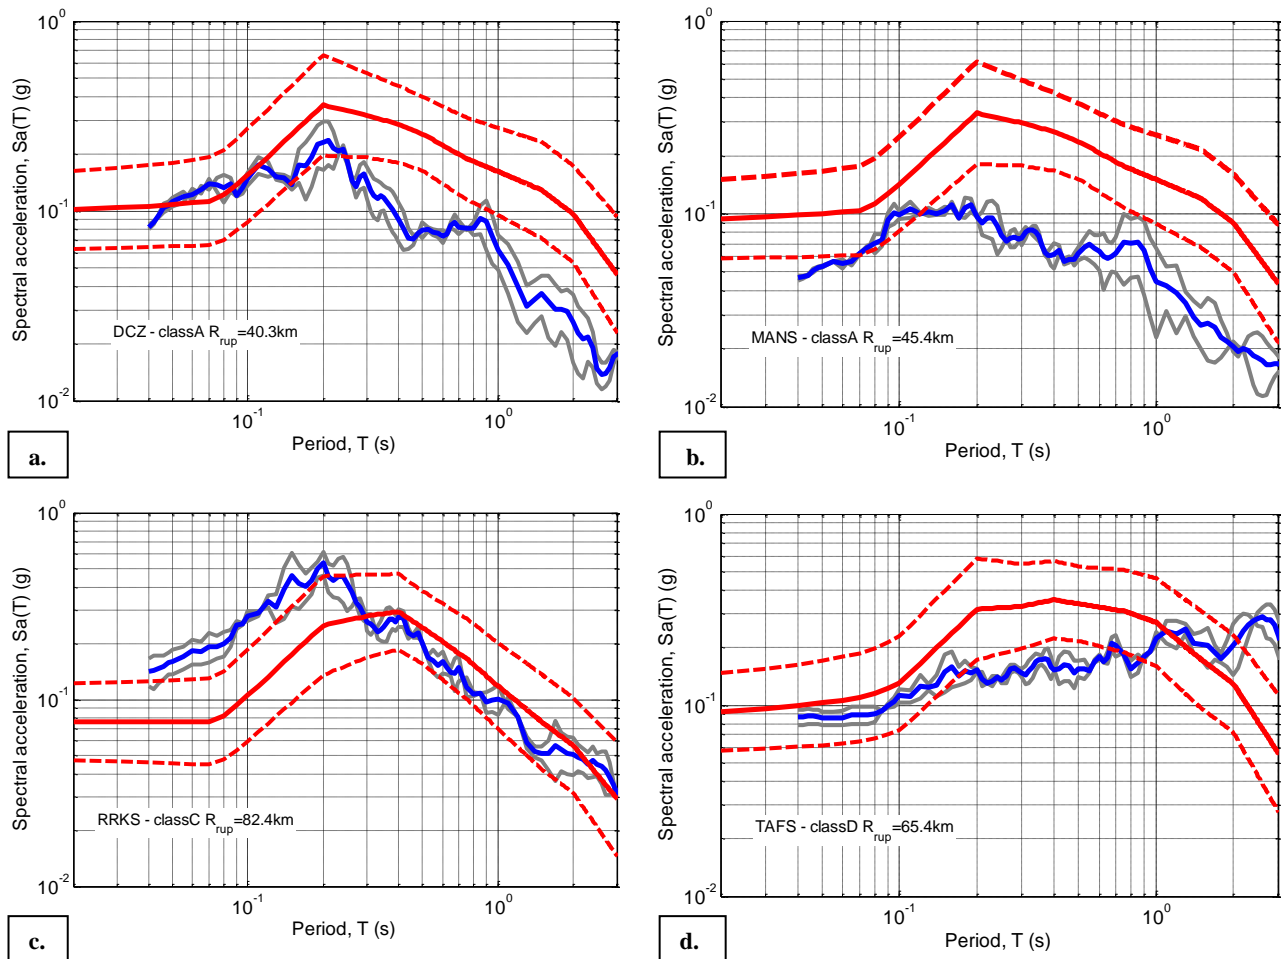 10^0
10^-1
10^-2
Spectral acceleration, Sa(T) (g)
DCZ - classA R_rup=40.3km
10^-1
10^0
Period, T (s)
a.
10^0
10^-1
10^-2
Spectral acceleration, Sa(T) (g)
MANS - classA R_rup=45.4km
10^-1
10^0
Period, T (s)
b.
10^0
10^-1
10^-2
Spectral acceleration, Sa(T) (g)
RRKS - classC R_rup=82.4km
10^-1
10^0
Period, T (s)
c.
10^0
10^-1
10^-2
Spectral acceleration, Sa(T) (g)
TAFS - classD R_rup=65.4km
10^-1
10^0
Period, T (s)
d.